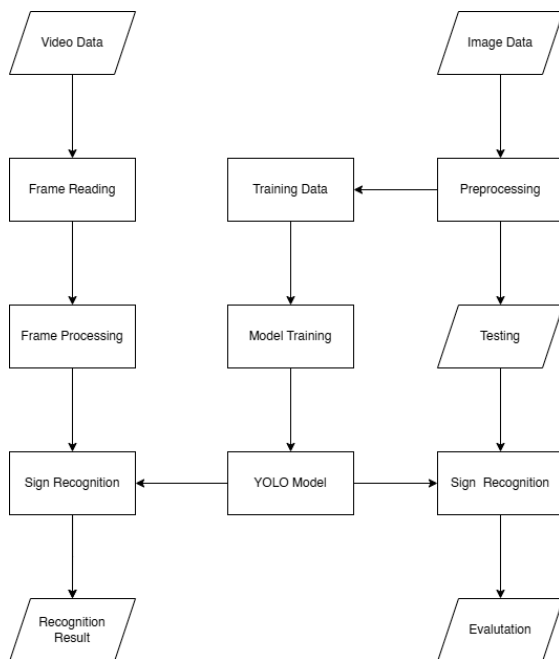 Video Data
Image Data
Frame Reading
Training Data
Preprocessing
Frame Processing
Model Training
Testing
Sign Recognition
YOLO Model
Sign Recognition
Recognition
Result
Evalutation